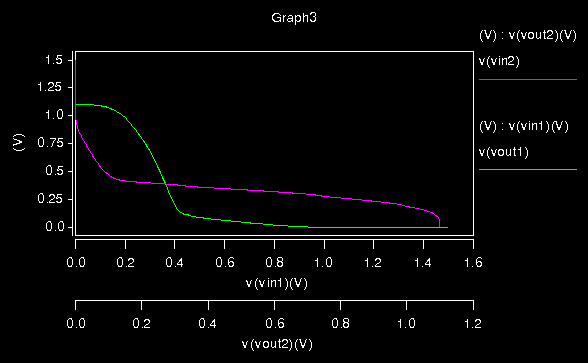 Graph3
(V) : v(vout2)(V)
v(vin2)
(V) : v(vin1)(V)
v(vout1)
(V)
1.5
1.25
1.0
0.75
0.5
0.25
0.0
0.0 0.2 0.4 0.6 0.8 1.0 1.2 1.4 1.6
v(vin1)(V)
0.0 0.2 0.4 0.6 0.8 1.0 1.2
v(vout2)(V)